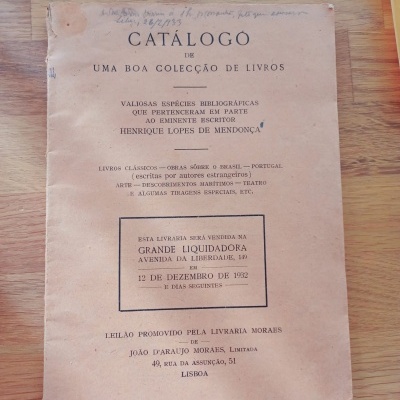 CATÁLOGO
DE
UMA BOA COLECÇÃO DE LIVROS
VALIOSAS ESPÉCIES BIBLIOGRÁFICAS
QUE PERTENCERAM EM PARTE
AO EMINENTE ESCRITOR
HENRIQUE LOPES DE MENDONÇA
LIVROS CLÁSSICOS — OBRAS SÔBRE O BRASIL — PORTUGAL
(escritas por autores estrangeiros)
ARTE — DESCOBRIMENTOS MARÍTIMOS — TEATRO
E ALGUMAS TIRAGENS ESPECIAIS, ETC.
ESTA LIVRARIA SERÁ VENDIDA NA
GRANDE LIQUIDADORA
AVENIDA DA LIBERDADE, 149
EM
12 DE DEZEMBRO DE 1932
E DIAS SEGUINTES
LEILÃO PROMOVIDO PELA LIVRARIA MORAES
DE
JOÃO D'ARAUJO MORAES, LIMITADA
49, RUA DA ASSUNÇÃO, 51
LISBOA